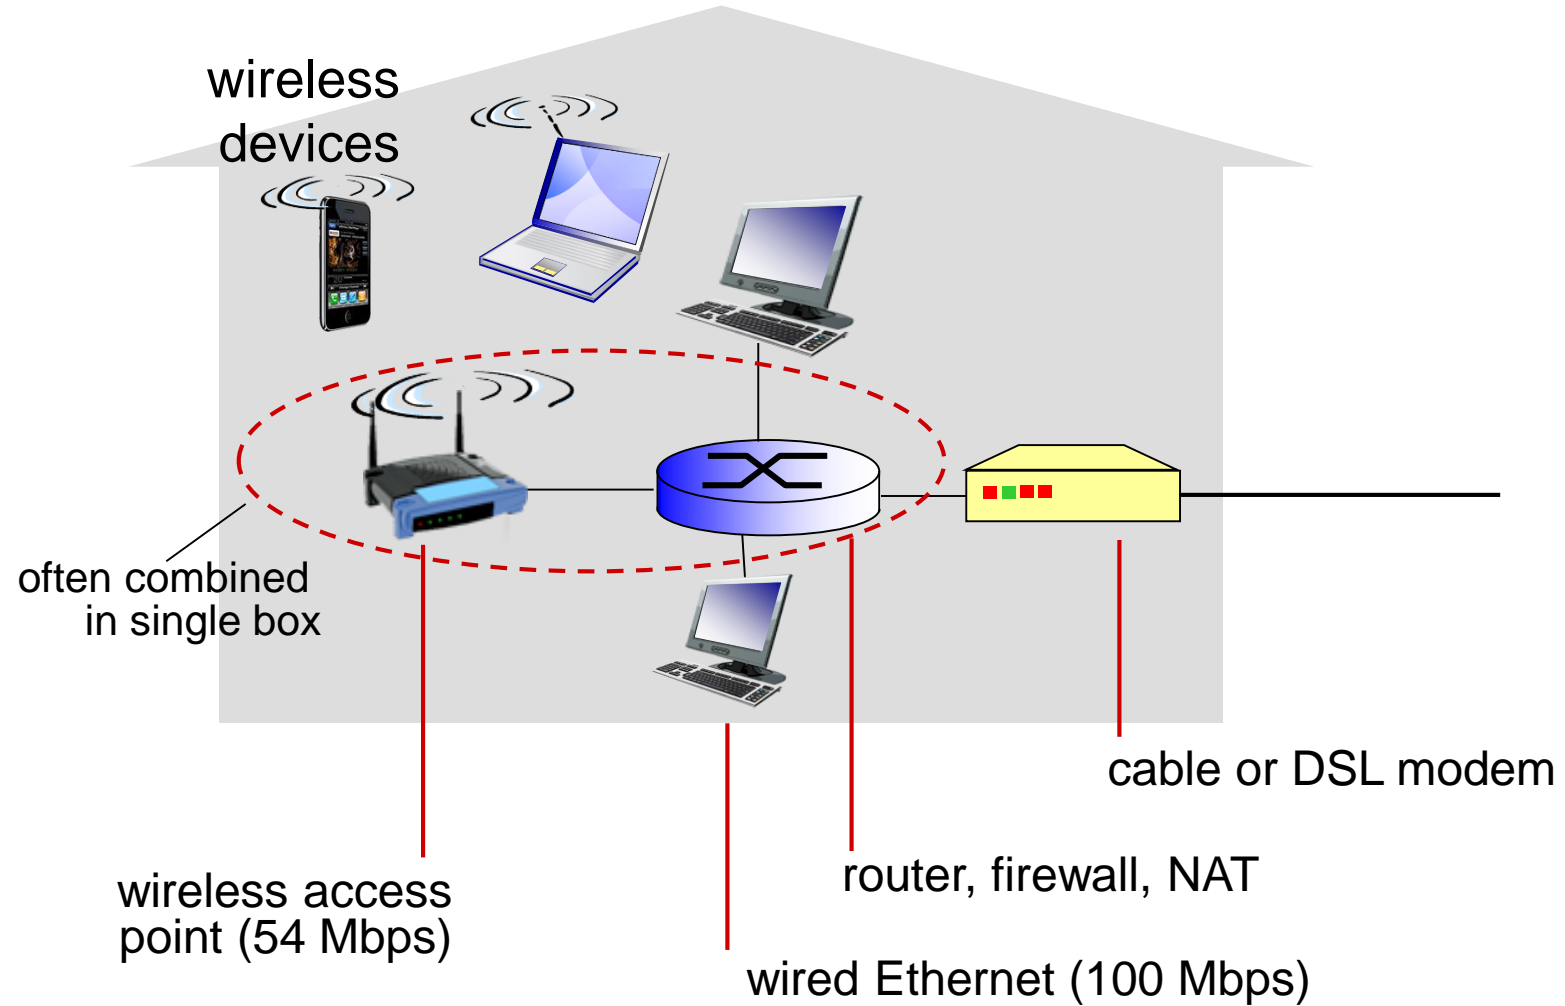 wireless
devices
often combined
in single box
cable or DSL modem
router, firewall, NAT
wireless access
point (54 Mbps)
wired Ethernet (100 Mbps)